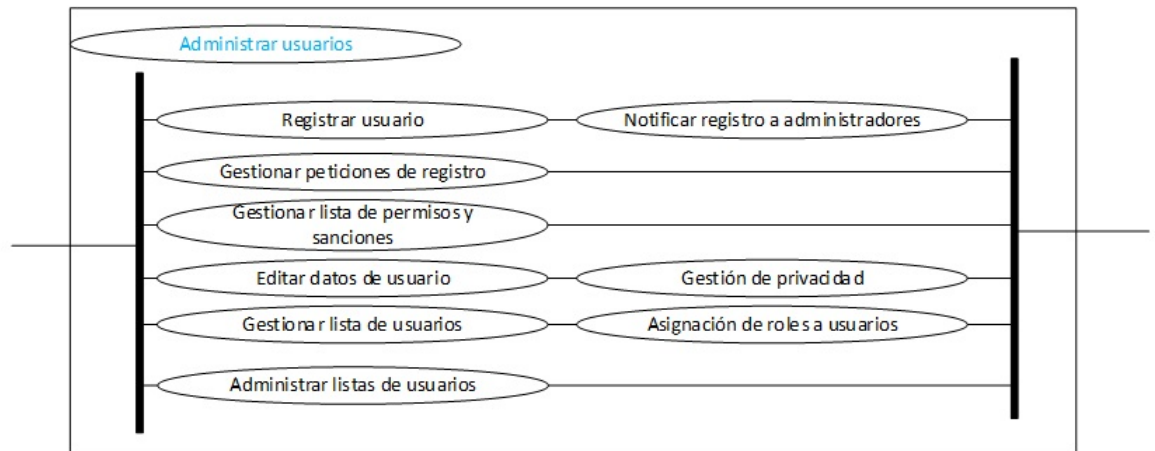 Administrar usuarios
Registrar usuario
Notificar registro a administradores
Gestionar peticiones de registro
Gestionar lista de permisos y
sanciones
Editar datos de usuario
Gestión de privacidad
Gestionar lista de usuarios
Asignación de roles a usuarios
Administrar listas de usuarios